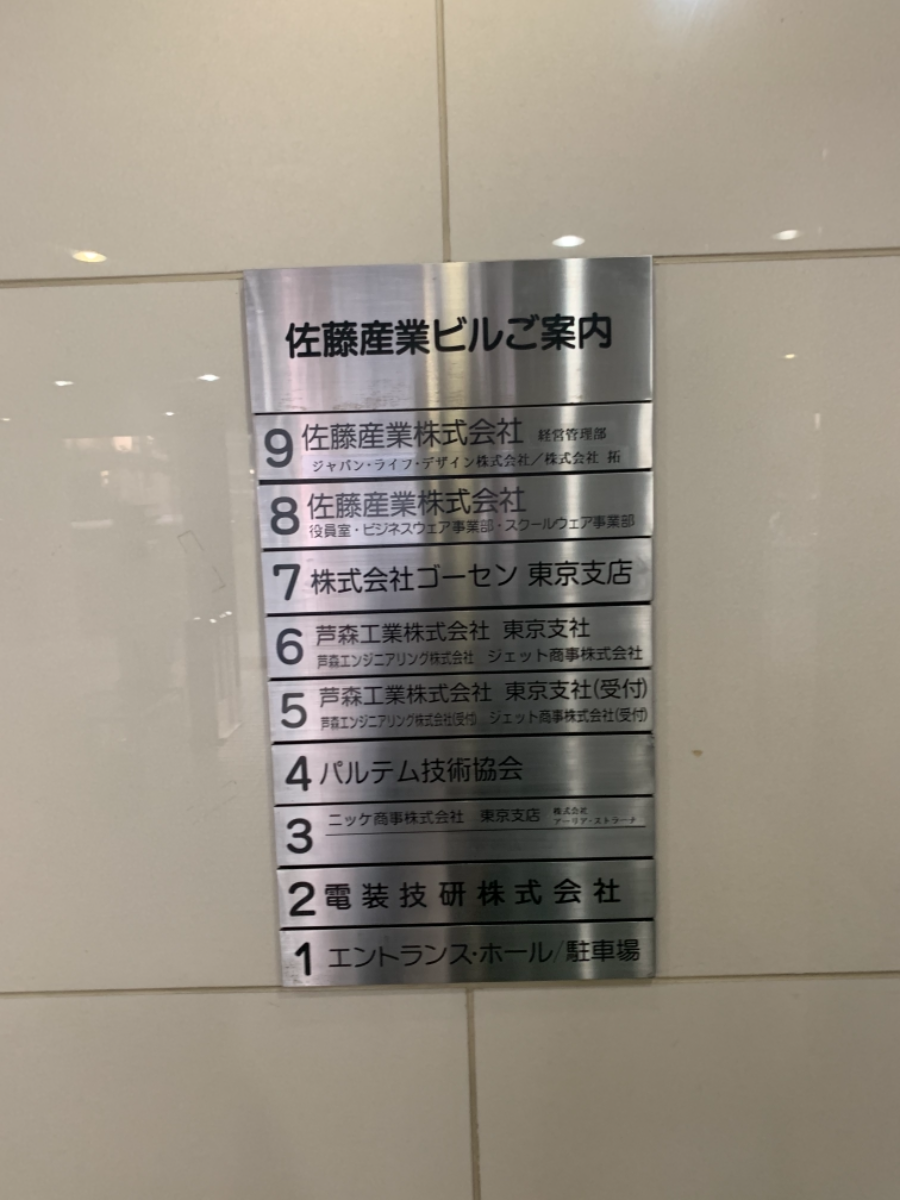 佐藤産業ビルご案内
9 佐藤産業株式会社 経営管理部
ジャパン・ライフ・デザイン株式会社/株式会社 拓
8 佐藤産業株式会社
役員室・ビジネスウェア事業部・スクールウェア事業部
7 株式会社ゴーセン 東京支店
6 芦森工業株式会社 東京支社
芦森エンジニアリング株式会社 ジェット商事株式会社
5 芦森工業株式会社 東京支社(受付)
芦森エンジニアリング株式会社(受付) ジェット商事株式会社(受付)
4 パルテム技術協会
3 ニッケ商事株式会社 東京支店 株式会社
アーリア・ストラーナ
2 電装技研株式会社
1 エントランス・ホール/駐車場